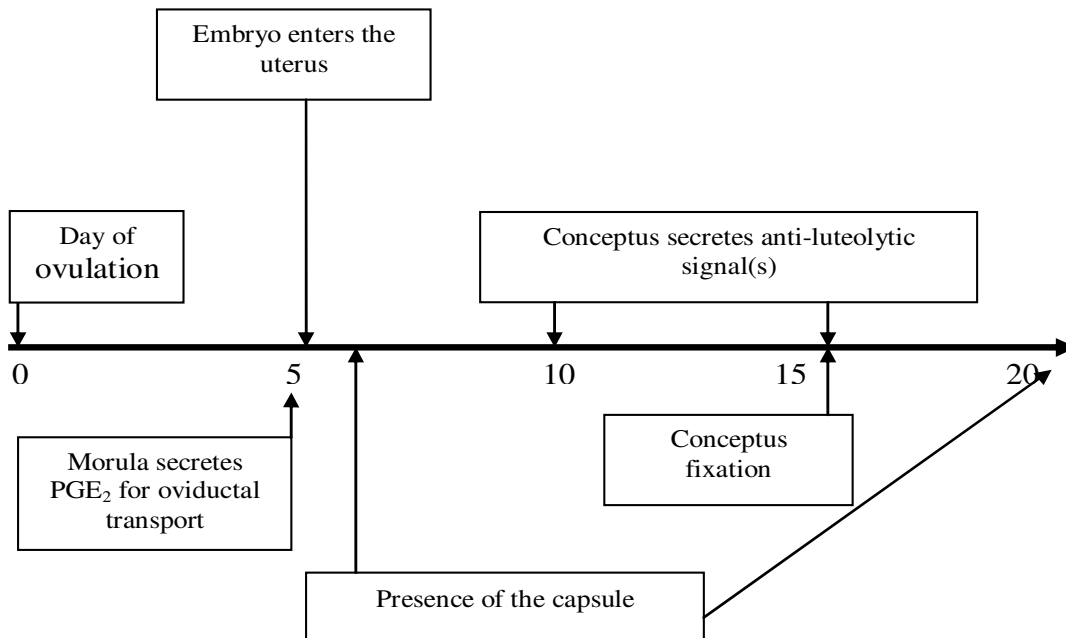 Embryo enters the
uterus
Day of
ovulation
Conceptus secretes anti-luteolytic
signal(s)
0
5
10
15
20
Morula secretes
PGE₂ for oviductal
transport
Conceptus
fixation
Presence of the capsule